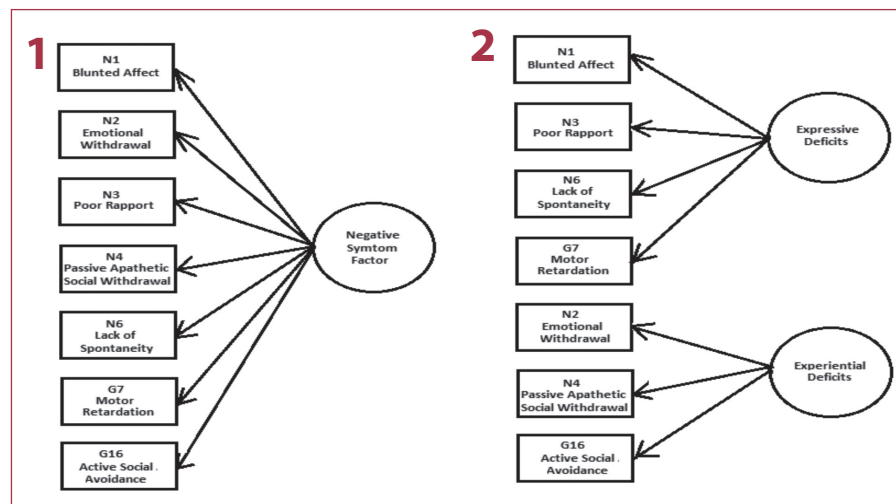 1
N1
Blunted Affect
N2
Emotional
Withdrawal
N3
Poor Rapport
N4
Passive Apathetic
Social Withdrawal
N6
Lack of
Spontaneity
G7
Motor
Retardation
G16
Active Social .
Avoidance
Negative
Symtom
Factor
2
N1
Blunted Affect
N3
Poor Rapport
N6
Lack of
Spontaneity
G7
Motor
Retardation
Expressive
Deficits
N2
Emotional
Withdrawal
N4
Passive Apathetic
Social Withdrawal
G16
Active Social .
Avoidance
Experiential
Deficits